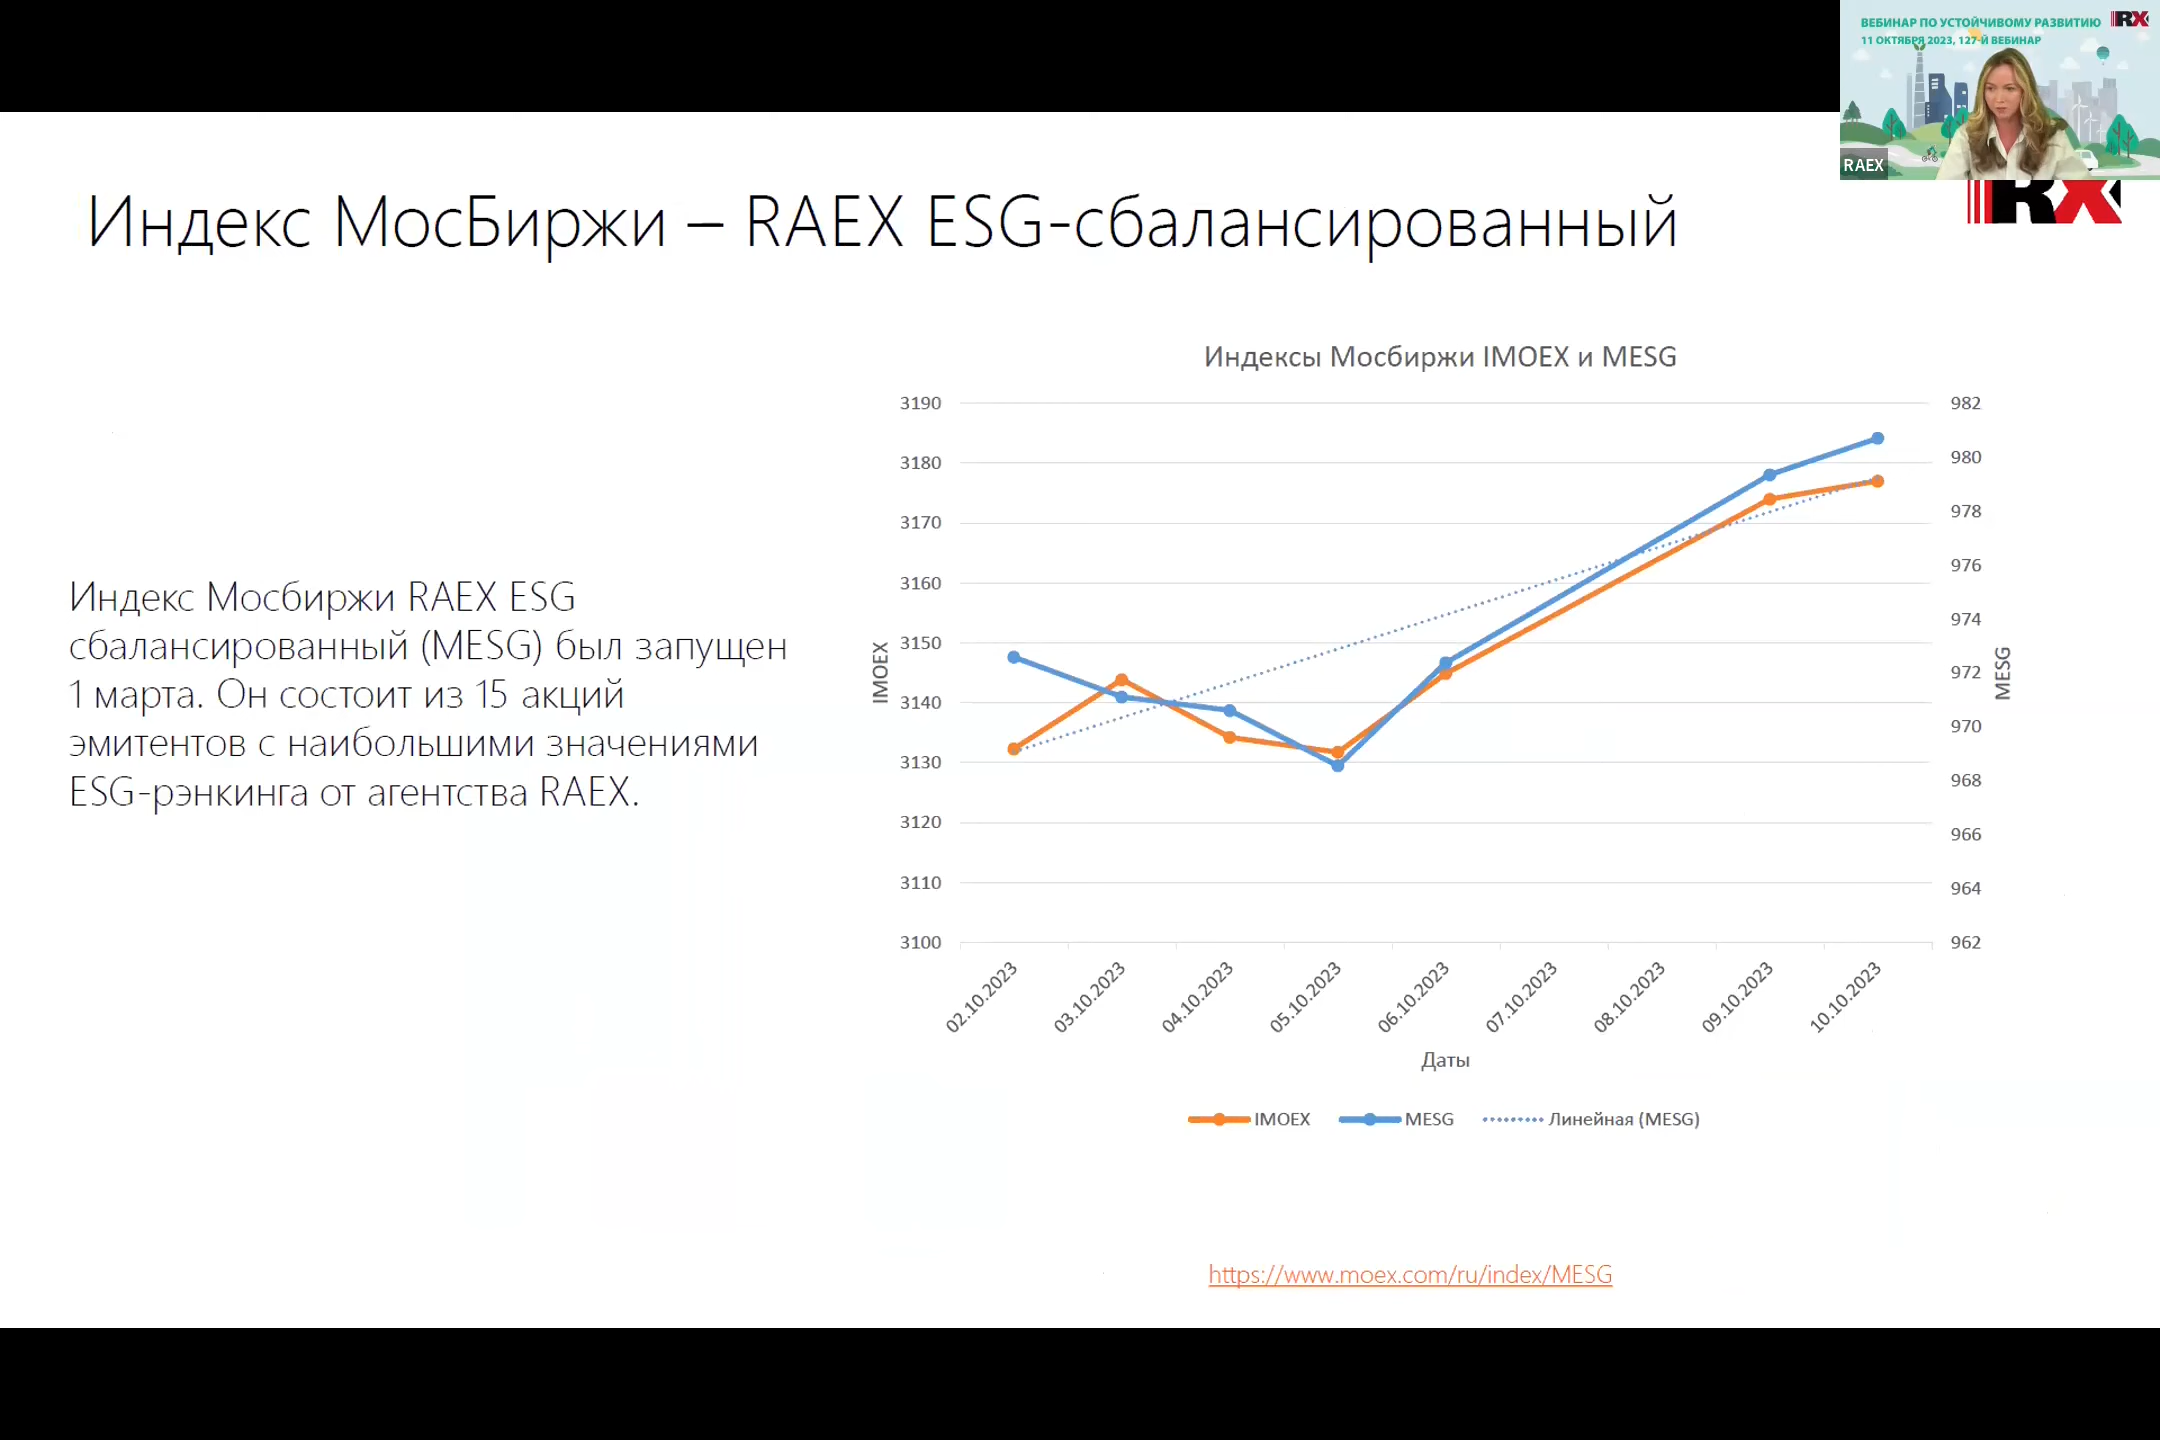 ВЕБИНАР ПО УСТОЙЧИВОМУ РАЗВИТИЮ
RX
11 ОКТЯБРЯ 2023, 127-Й ВЕБИНАР
RAEX
RX
Индекс МосБиржи – RAEX ESG-сбалансированный
Индекс Мосбиржи RAEX ESG
сбалансированный (MESG) был запущен
1 марта. Он состоит из 15 акций
эмитентов с наибольшими значениями
ESG-рэнкинга от агентства RAEX.
Индексы Мосбиржи IMOEX и MESG
3190
3180
3170
3160
3150
3140
3130
3120
3110
3100
IMOEX
982
980
978
976
974
972
970
968
966
964
962
MESG
02.10.2023
03.10.2023
04.10.2023
05.10.2023
06.10.2023
07.10.2023
08.10.2023
09.10.2023
10.10.2023
Даты
IMOEX
MESG
Линейная (MESG)
https://www.moex.com/ru/index/MESG